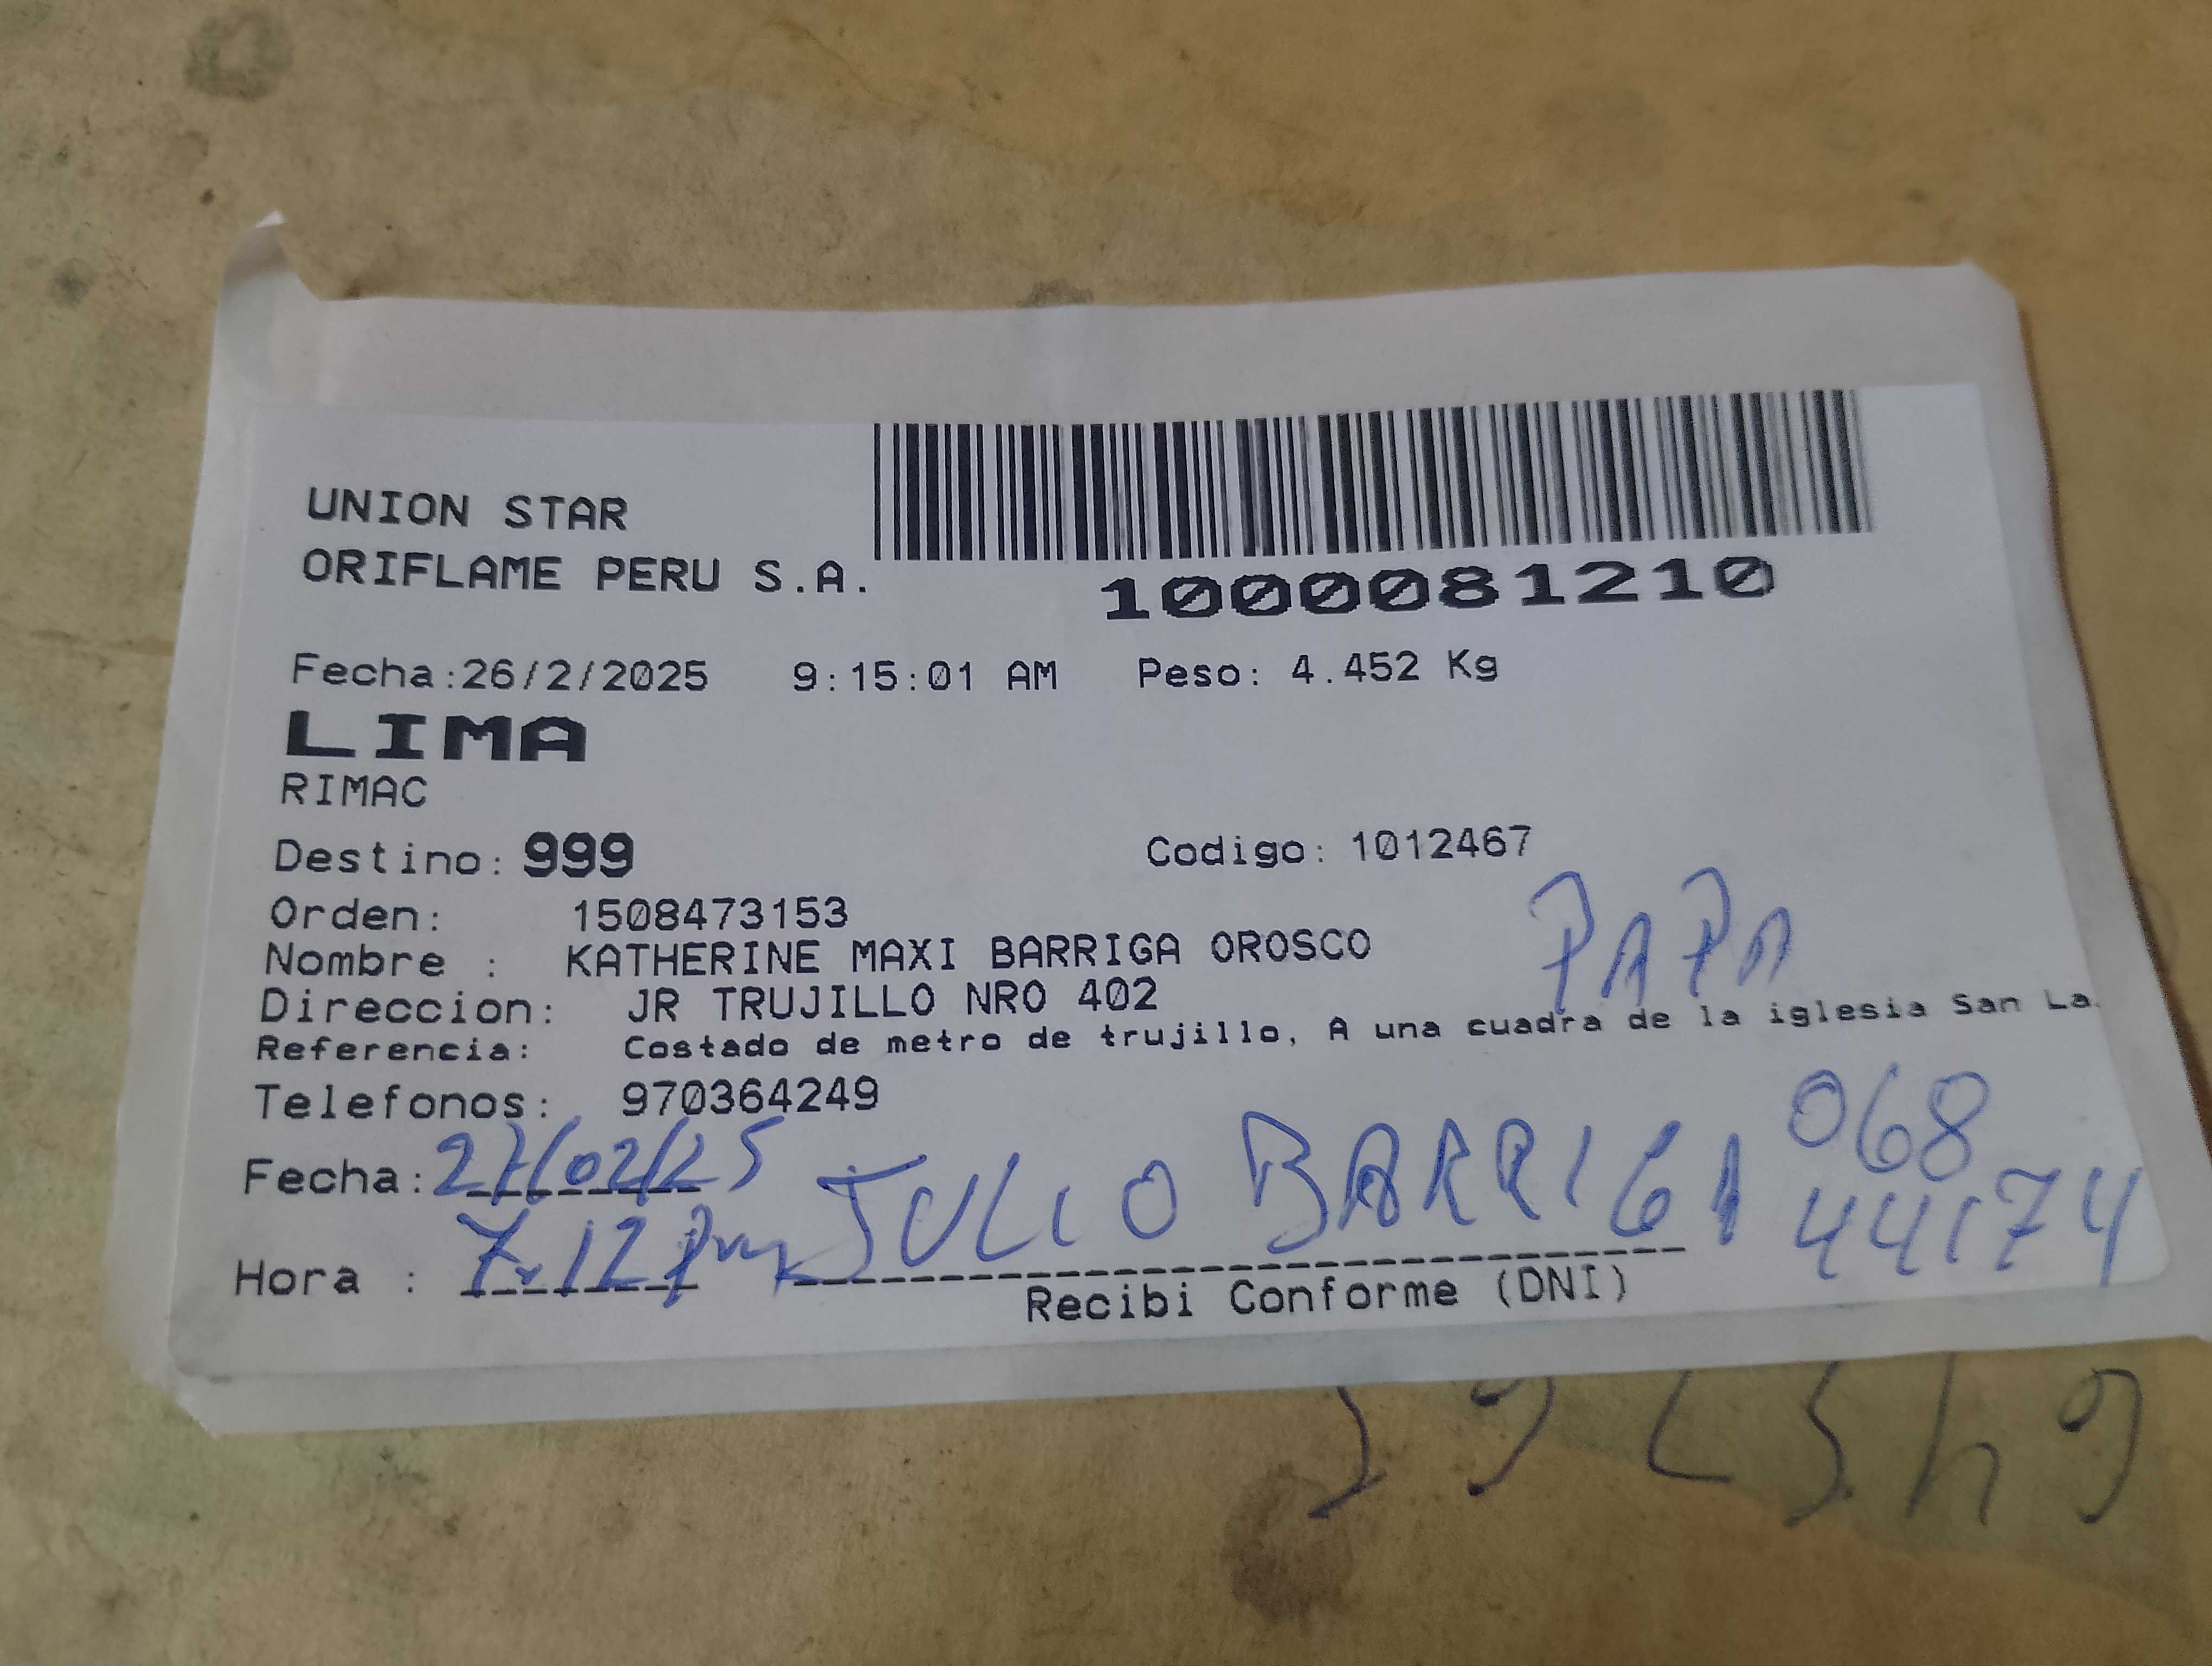 UNION STAR
ORIFLAME PERU S.A.
1000081210
Fecha:26/2/2025 9:15:01 AM Peso: 4.452 Kg
LIMA
RIMAC
Destino: 999 Codigo: 1012467
Orden: 1508473153
Nombre : KATHERINE MAXI BARRIGA OROSCO
PAPA
Direccion: JR TRUJILLO NRO 402
Referencia: Costado de metro de trujillo, A una cuadra de la iglesia San La.
Telefonos: 970364249
068
Fecha: 27/02/25 JULIO BARRIGA
44174
Hora : 7:12 pm
Recibi Conforme (DNI)